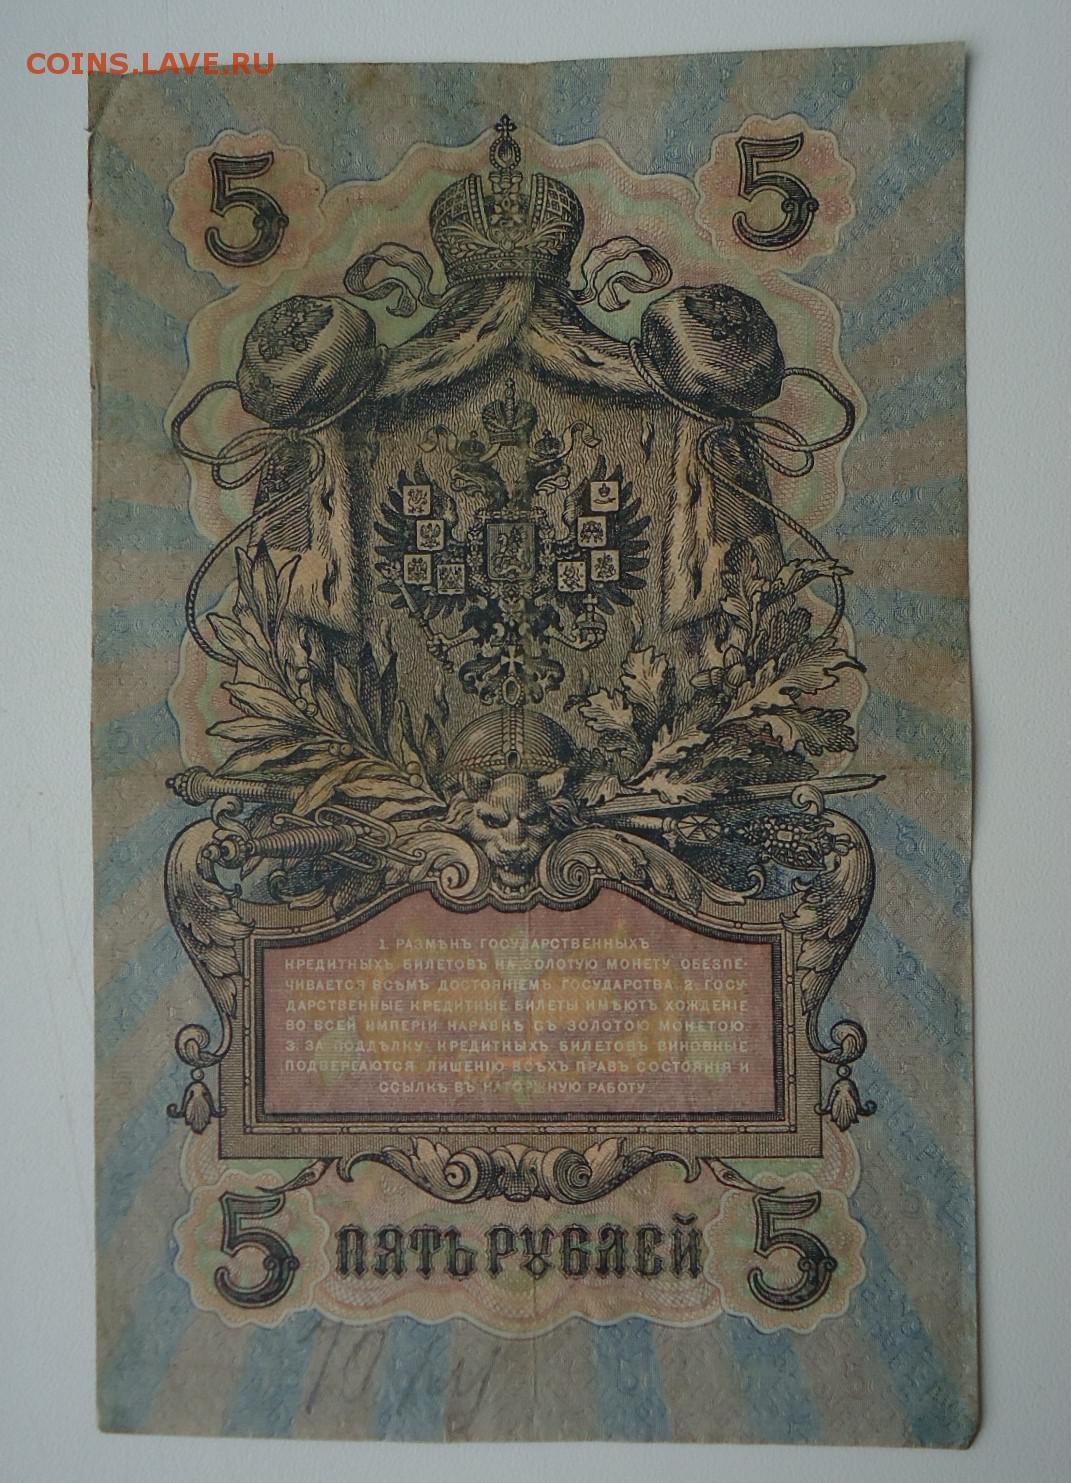 COINS.LAVE.RU
5 5
1. РАЗМѢНЪ ГОСУДАРСТВЕННЫХЪ
КРЕДИТНЫХЪ БИЛЕТОВЪ НА ЗОЛОТУЮ МОНЕТУ ОБЕЗПЕ-
ЧИВАЕТСЯ ВСѢМЪ ДОСТОЯНІЕМЪ ГОСУДАРСТВА. 2. ГОСУ-
ДАРСТВЕННЫЕ КРЕДИТНЫЕ БИЛЕТЫ ИМѢЮТЪ ХОЖДЕНІЕ
ВО ВСЕЙ ИМПЕРІИ НАРАВНѢ СЪ ЗОЛОТОЮ МОНЕТОЮ.
3. ЗА ПОДДѢЛКУ КРЕДИТНЫХЪ БИЛЕТОВЪ ВИНОВНЫЕ
ПОДВЕРГАЮТСЯ ЛИШЕНІЮ ВСѢХЪ ПРАВЪ СОСТОЯНІЯ И
ССЫЛКѢ ВЪ КАТОРЖНУЮ РАБОТУ
5 ПЯТЬ РУБЛЕЙ 5